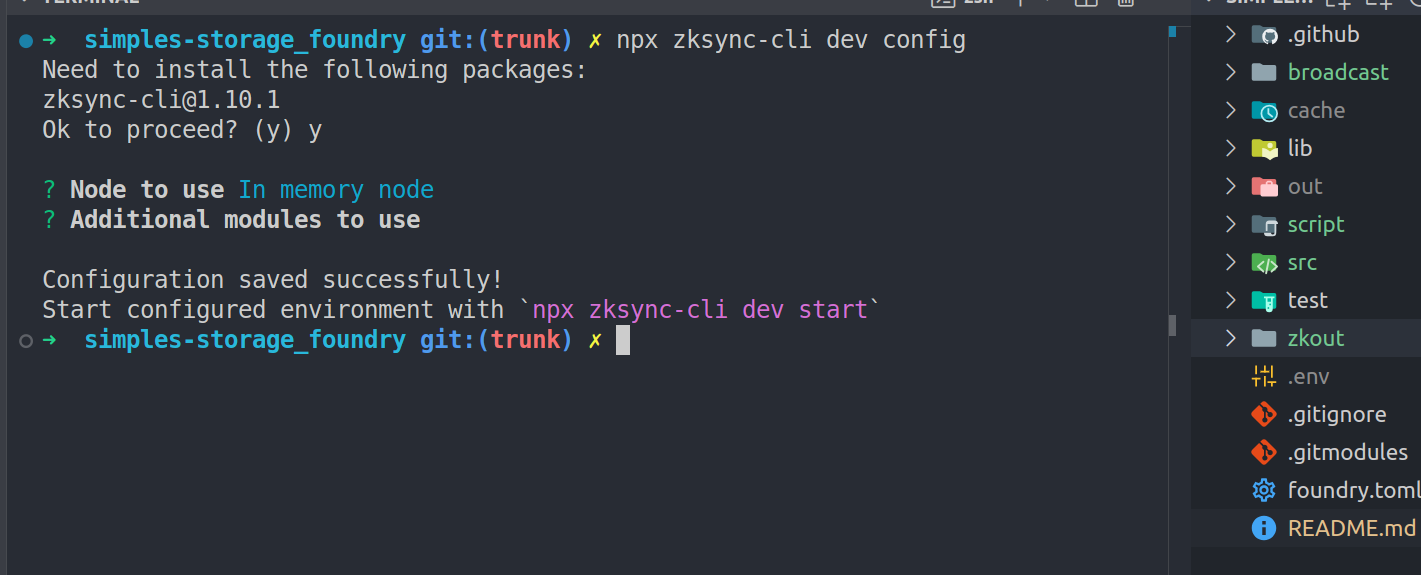 ➜ simples-storage_foundry git:(trunk) ✗ npx zksync-cli dev config
Need to install the following packages:
zksync-cli@1.10.1
Ok to proceed? (y) y
? Node to use In memory node
? Additional modules to use
Configuration saved successfully!
Start configured environment with `npx zksync-cli dev start`
➜ simples-storage_foundry git:(trunk) ✗
.github
broadcast
cache
lib
out
script
src
test
zkout
.env
.gitignore
.gitmodules
foundry.toml
README.md